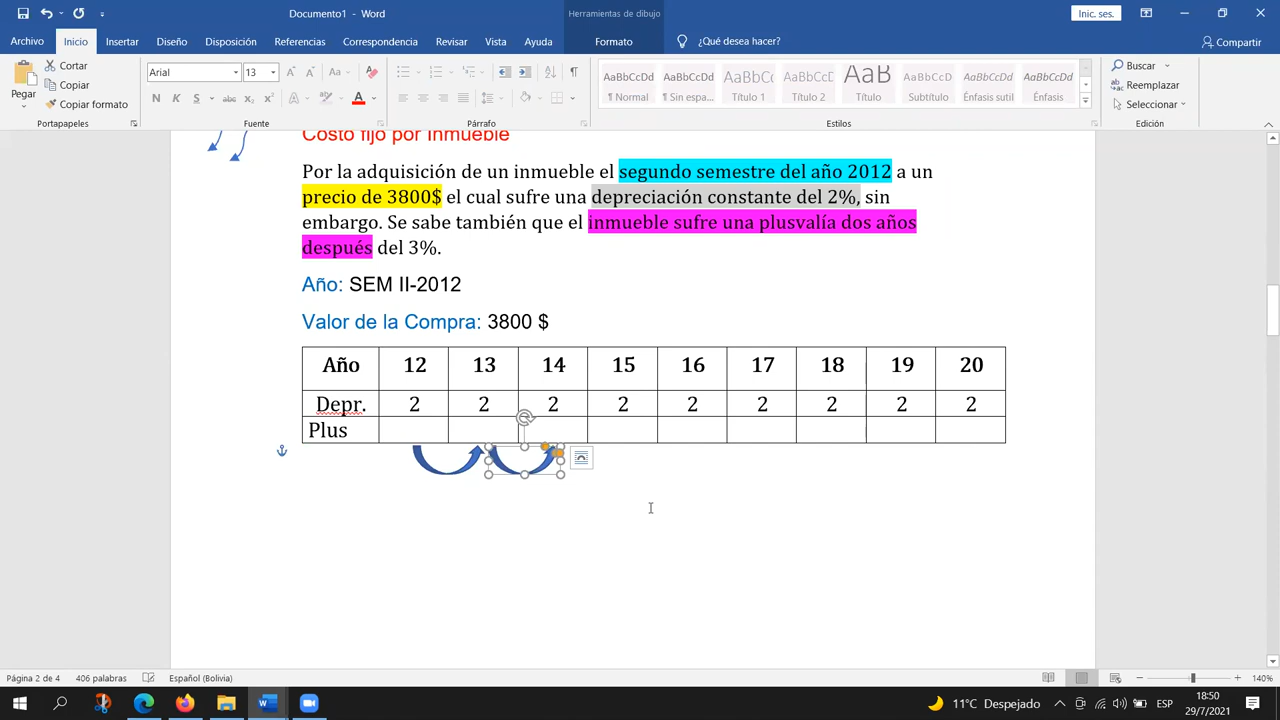 Documento1 - Word
Herramientas de dibujo
Inic. ses.
Archivo Inicio Insertar Diseño Disposición Referencias Correspondencia Revisar Vista Ayuda Formato ¿Qué desea hacer? Compartir
Pegar
Cortar
Copiar
Copiar formato
Portapapeles
Arial 13
Aa
N K S abc x₂ x²
Fuente
Párrafo
AaBbCcDd AaBbCcDd AaBbCc AaBbCcD AaB AaBbCcD AaBbCcDd AaBbCcDd
¶ Normal ¶ Sin espa... Título 1 Título 2 Título Subtítulo Énfasis sutil Énfasis
Estilos
Buscar
Reemplazar
Seleccionar
Edición
Costo fijo por Inmueble
Por la adquisición de un inmueble el segundo semestre del año 2012 a un
precio de 3800$ el cual sufre una depreciación constante del 2%, sin
embargo. Se sabe también que el inmueble sufre una plusvalía dos años
después del 3%.
Año: SEM II-2012
Valor de la Compra: 3800 $
Año 12 13 14 15 16 17 18 19 20
Depr. 2 2 2 2 2 2 2 2 2
Plus
Página 2 de 4 406 palabras Español (Bolivia) 140%
11°C Despejado ESP 18:50
29/7/2021